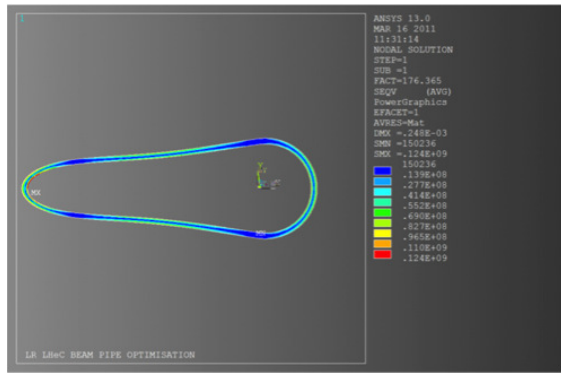 1
ANSYS 13.0
MAR 16 2011
11:31:14
NODAL SOLUTION
STEP=1
SUB =1
FACT=176.365
SEQV (AVG)
PowerGraphics
EFACET=1
AVRES=Mat
DMX =.248E-03
SMN =150236
SMX =.124E+09
150236
.139E+08
.277E+08
.414E+08
.552E+08
.690E+08
.827E+08
.965E+08
.110E+09
.124E+09
MX
MN
LR LHeC BEAM PIPE OPTIMISATION